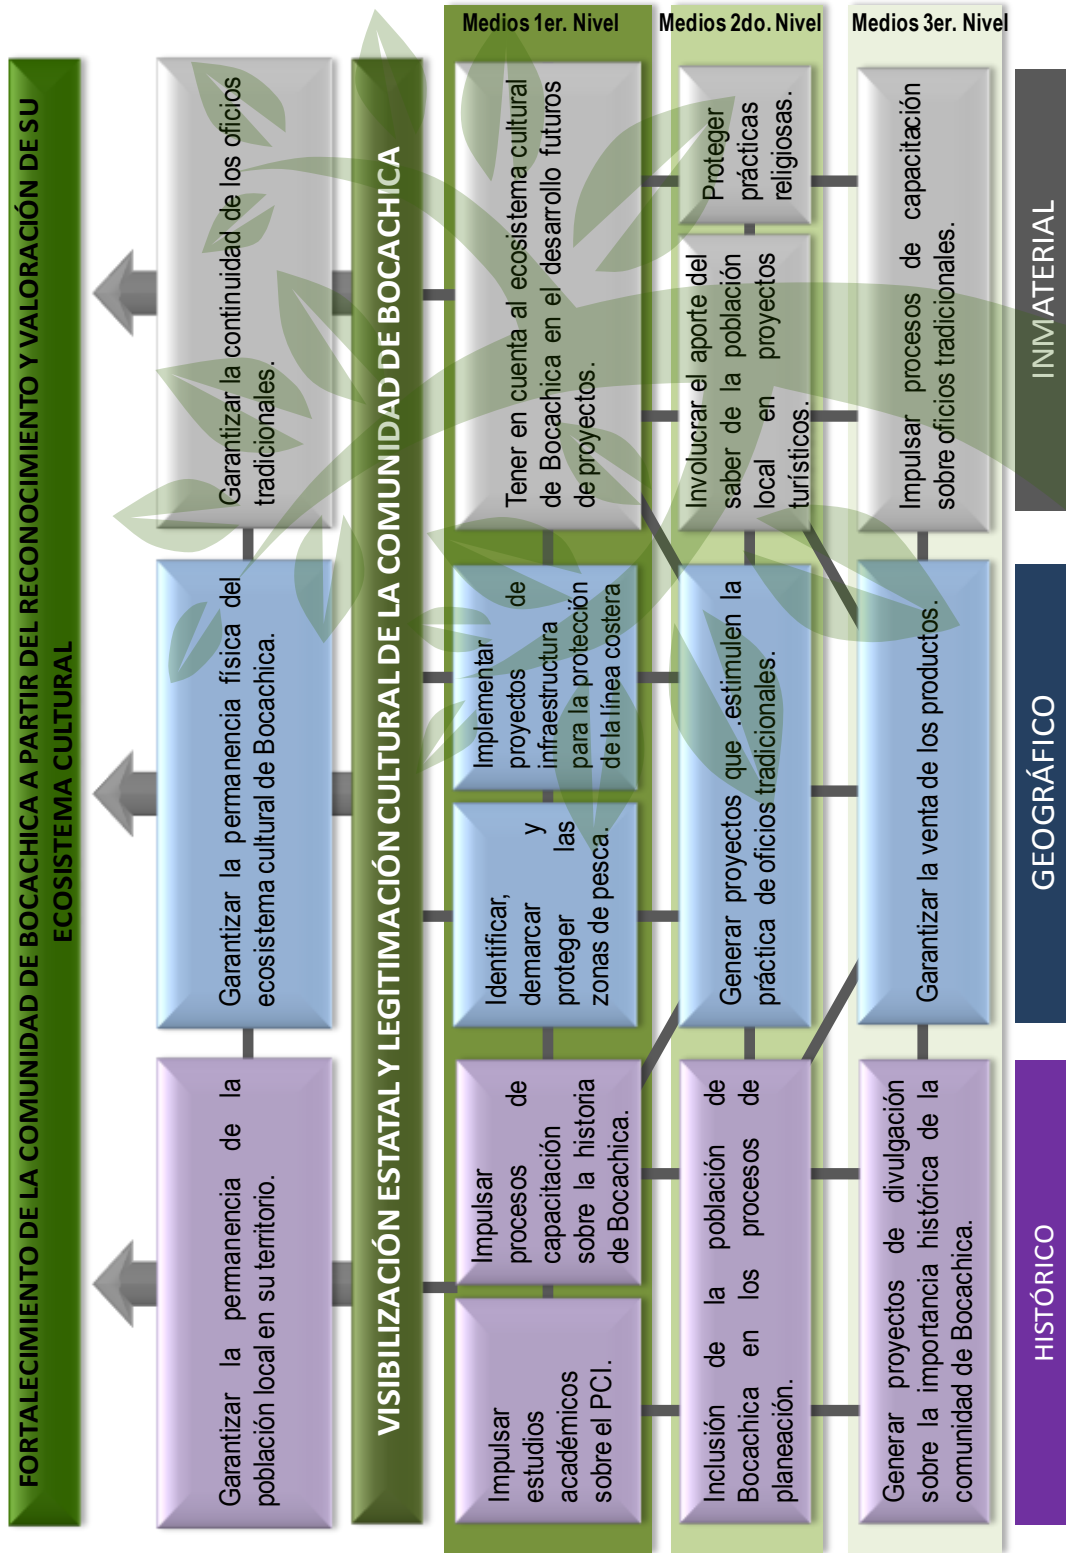 FORTALECIMIENTO DE LA COMUNIDAD DE BOCACHICA A PARTIR DEL RECONOCIMIENTO Y VALORACIÓN DE SU
ECOSISTEMA CULTURAL
Garantizar la permanencia de la
población local en su territorio.
Garantizar la permanencia física del
ecosistema cultural de Bocachica.
Garantizar la continuidad de los oficios
tradicionales.
VISIBILIZACIÓN ESTATAL Y LEGITIMACIÓN CULTURAL DE LA COMUNIDAD DE BOCACHICA
Medios 1er. Nivel
Impulsar
estudios
académicos
sobre el PCI.
Impulsar
procesos de
capacitación
sobre la historia
de Bocachica.
Identificar,
demarcar y
proteger las
zonas de pesca.
Implementar
proyectos de
infraestructura
para la protección
de la línea costera
Tener en cuenta al ecosistema cultural
de Bocachica en el desarrollo futuros
de proyectos.
Medios 2do. Nivel
Inclusión de la población de
Bocachica en los procesos de
planeación.
Generar proyectos que .estimulen la
práctica de oficios tradicionales.
Involucrar el aporte del
saber de la población
local en proyectos
turísticos.
Proteger
prácticas
religiosas.
Medios 3er. Nivel
Generar proyectos de divulgación
sobre la importancia histórica de la
comunidad de Bocachica.
Garantizar la venta de los productos.
Impulsar procesos de capacitación
sobre oficios tradicionales.
HISTÓRICO
GEOGRÁFICO
INMATERIAL